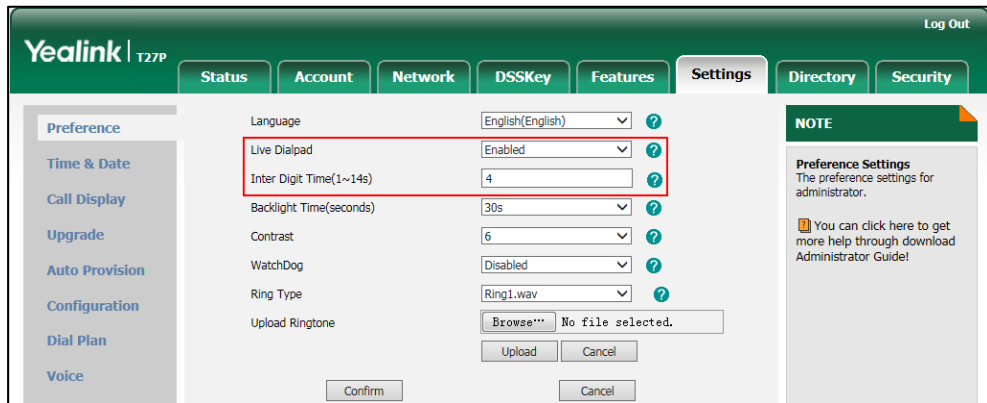 Log Out
Yealink | T27P
Status Account Network DSSKey Features Settings Directory Security
Preference
Time & Date
Call Display
Upgrade
Auto Provision
Configuration
Dial Plan
Voice
Language English(English) ?
Live Dialpad Enabled ?
Inter Digit Time(1~14s) 4 ?
Backlight Time(seconds) 30s ?
Contrast 6 ?
WatchDog Disabled ?
Ring Type Ring1.wav ?
Upload Ringtone Browse… No file selected.
Upload Cancel
Confirm Cancel
NOTE
Preference Settings
The preference settings for
administrator.
? You can click here to get
more help through download
Administrator Guide!